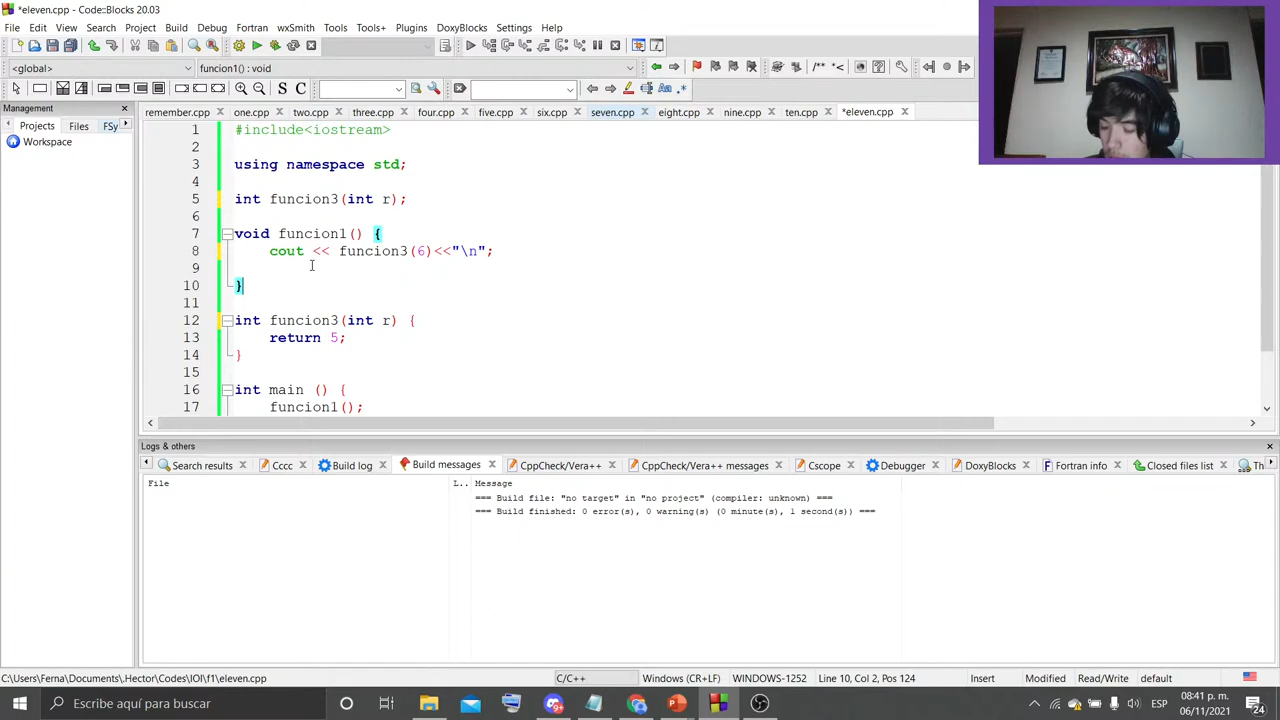 *eleven.cpp - Code::Blocks 20.03
File Edit View Search Project Build Debug Fortran wxSmith Tools Tools+ Plugins DoxyBlocks Settings Help
<global> funcion1() : void
/** *<
S C
Aa .*
Management
Projects Files FSy
Workspace
remember.cpp one.cpp two.cpp three.cpp four.cpp five.cpp six.cpp seven.cpp eight.cpp nine.cpp ten.cpp *eleven.cpp
1 #include<iostream>
2
3 using namespace std;
4
5 int funcion3(int r);
6
7 void funcion1() {
8 cout << funcion3(6)<<"\n";
9
10 }
11
12 int funcion3(int r) {
13 return 5;
14 }
15
16 int main () {
17 funcion1();
Logs & others
Search results Cccc Build log Build messages CppCheck/Vera++ CppCheck/Vera++ messages Cscope Debugger DoxyBlocks Fortran info Closed files list Th
File L.. Message
=== Build file: "no target" in "no project" (compiler: unknown) ===
=== Build finished: 0 error(s), 0 warning(s) (0 minute(s), 1 second(s)) ===
C:\Users\Ferna\Documents\.Hector\Codes\IOI\f1\eleven.cpp C/C++ Windows (CR+LF) WINDOWS-1252 Line 10, Col 2, Pos 124 Insert Modified Read/Write default
Escribe aquí para buscar
ESP
08:41 p. m.
06/11/2021
24